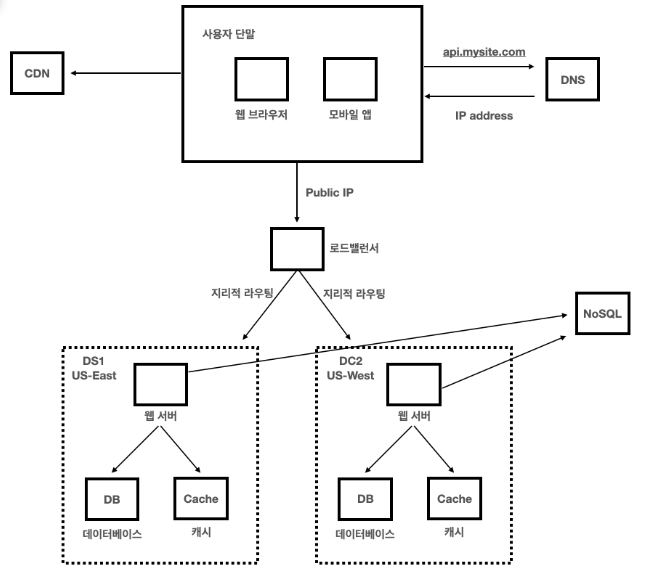 사용자 단말
CDN
api.mysite.com
DNS
웹 브라우저
모바일 앱
IP address
Public IP
로드밸런서
지리적 라우팅
지리적 라우팅
NoSQL
DS1
US-East
DC2
US-West
웹 서버
웹 서버
DB
Cache
DB
Cache
데이터베이스
캐시
데이터베이스
캐시